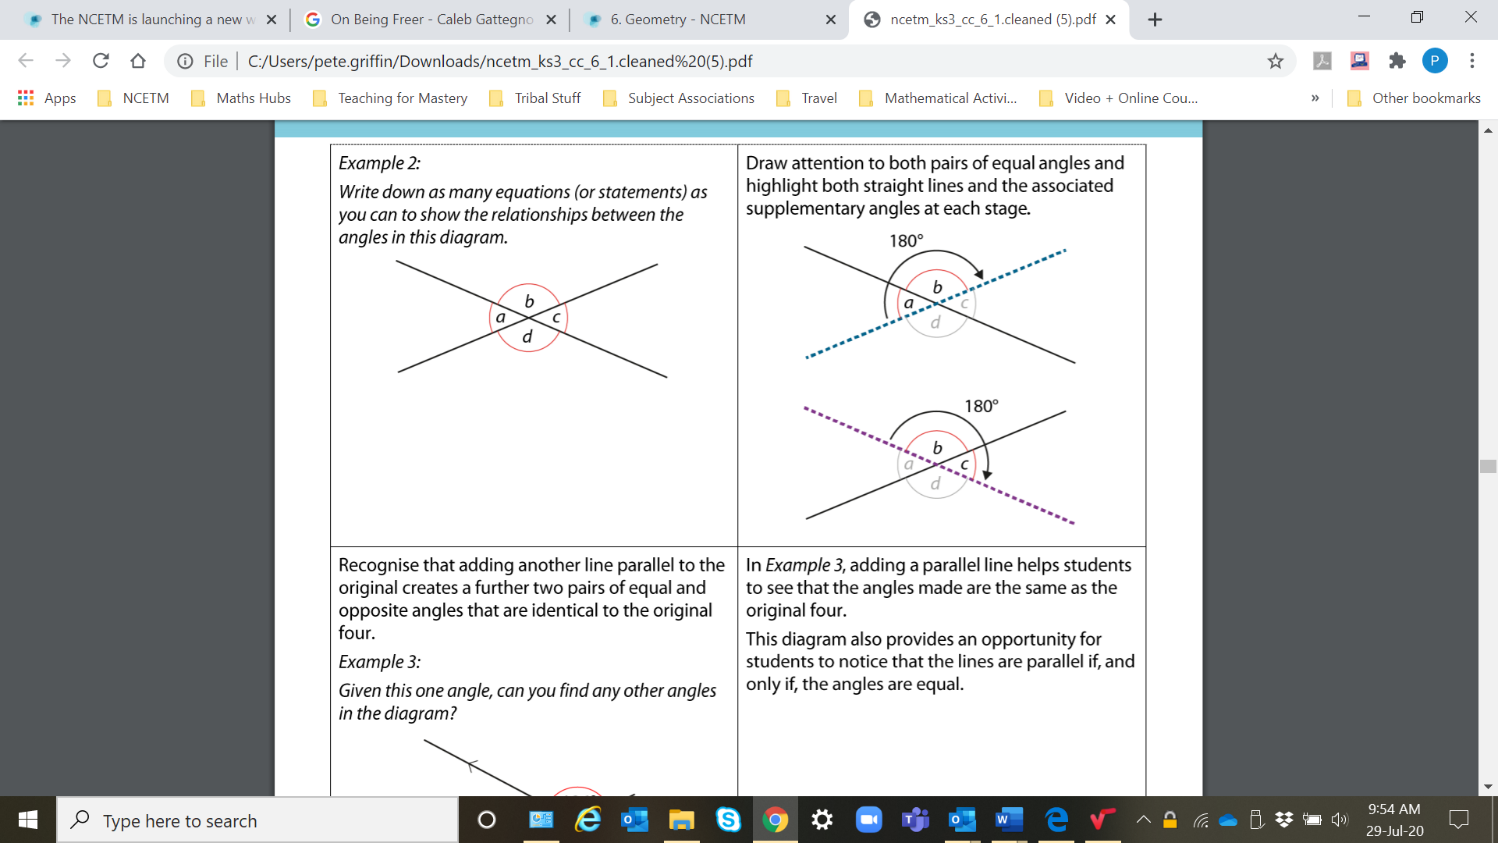 The NCETM is launching a new w
On Being Freer - Caleb Gattegno
6. Geometry - NCETM
ncetm_ks3_cc_6_1.cleaned (5).pdf
File
C:/Users/pete.griffin/Downloads/ncetm_ks3_cc_6_1.cleaned%20(5).pdf
P
Apps
NCETM
Maths Hubs
Teaching for Mastery
Tribal Stuff
Subject Associations
Travel
Mathematical Activi...
Video + Online Cou...
»
Other bookmarks
Example 2:
Write down as many equations (or statements) as
you can to show the relationships between the
angles in this diagram.
b
a c
d
Draw attention to both pairs of equal angles and
highlight both straight lines and the associated
supplementary angles at each stage.
180°
b
a c
d
180°
b
a c
d
Recognise that adding another line parallel to the
original creates a further two pairs of equal and
opposite angles that are identical to the original
four.
Example 3:
Given this one angle, can you find any other angles
in the diagram?
In Example 3, adding a parallel line helps students
to see that the angles made are the same as the
original four.
This diagram also provides an opportunity for
students to notice that the lines are parallel if, and
only if, the angles are equal.
Type here to search
9:54 AM
29-Jul-20